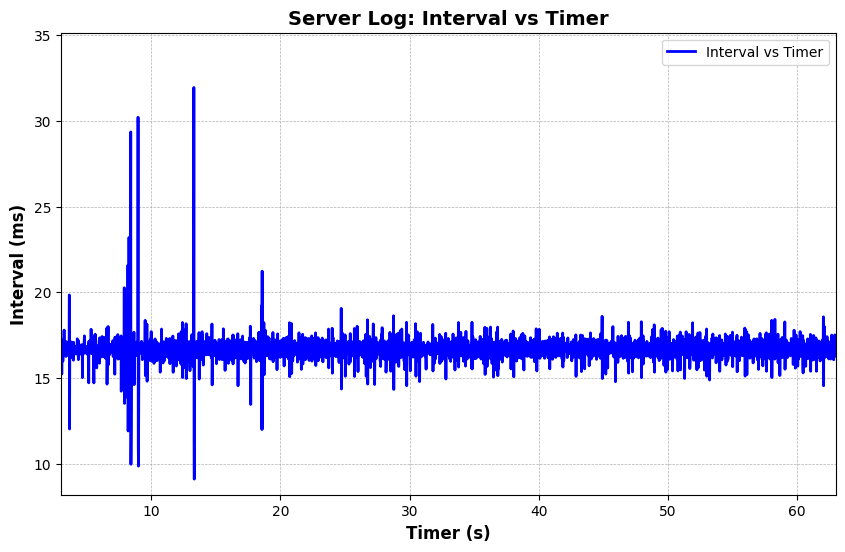 Server Log: Interval vs Timer
Interval vs Timer
35
30
25
20
15
10
Interval (ms)
10 20 30 40 50 60
Timer (s)